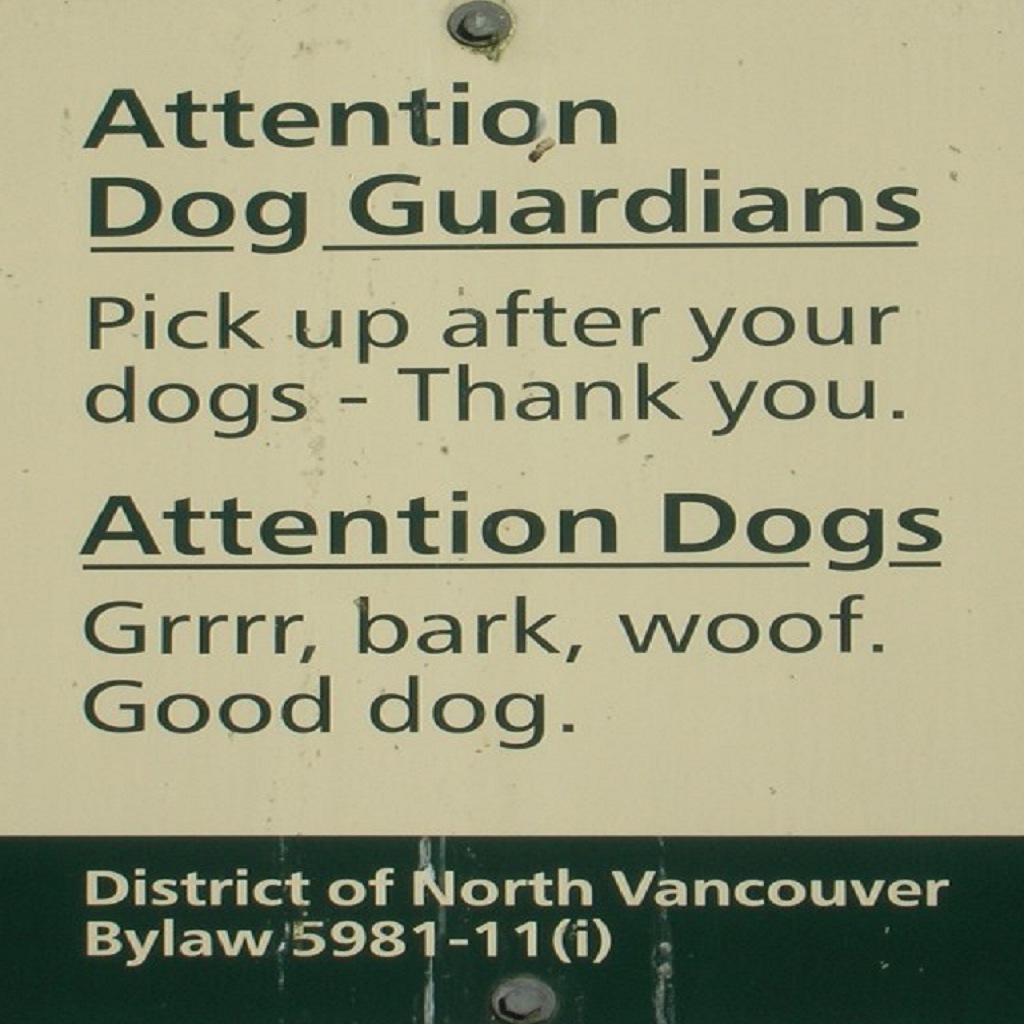 Attention
Dog Guardians
Pick up after your
dogs - Thank you.
Attention Dogs
Grrrr, bark, woof.
Good dog.
District of North Vancouver
Bylaw 5981-11(i)